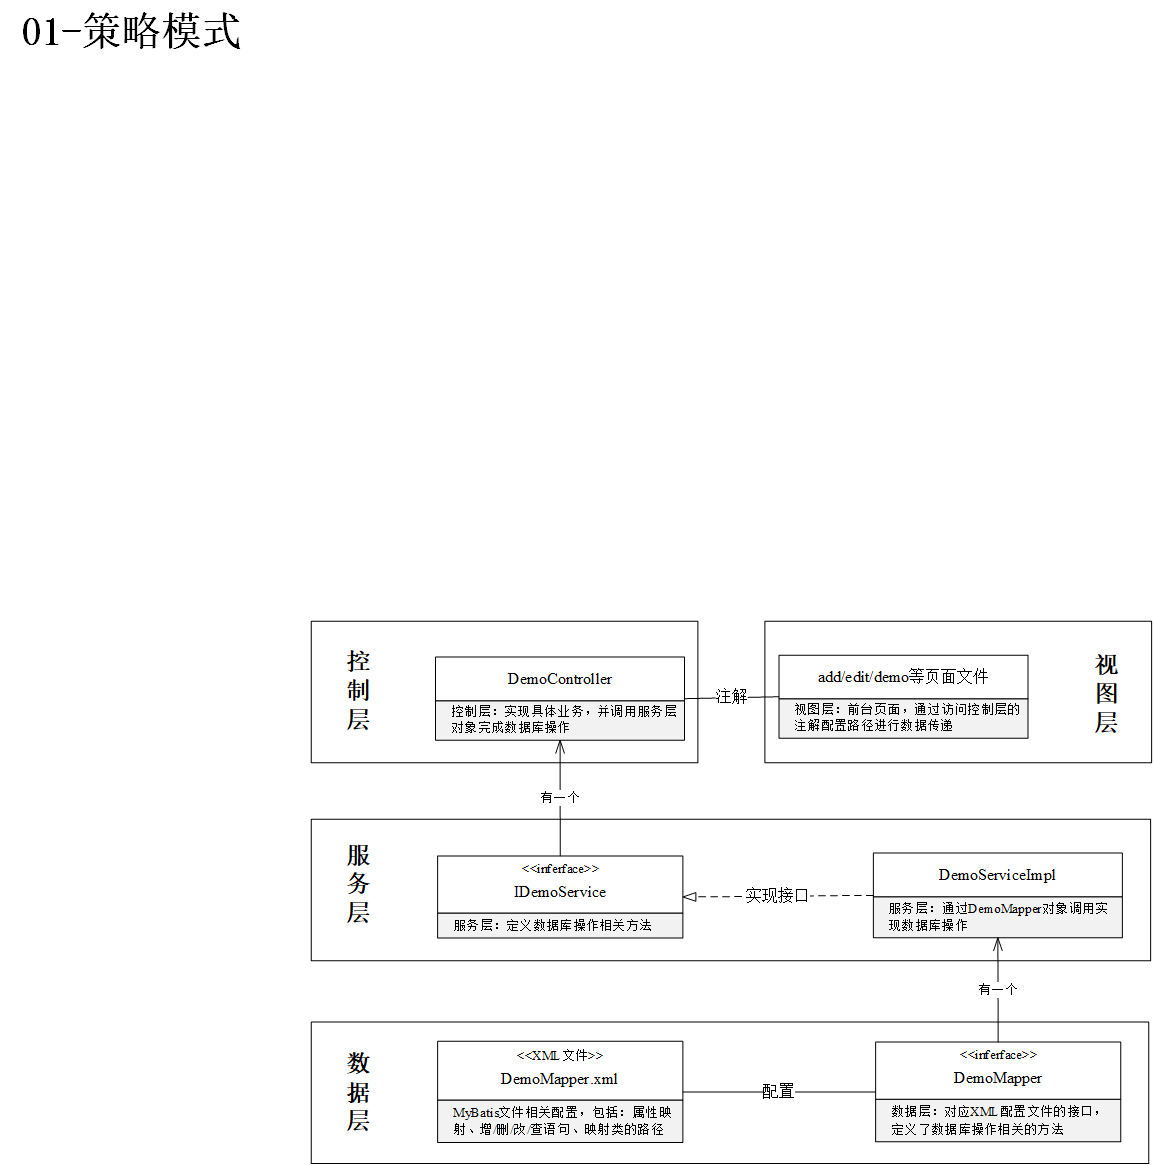 01-策略模式
控制层
DemoController
控制层：实现具体业务，并调用服务层
对象完成数据库操作
注解
add/edit/demo等页面文件
视图层：前台页面，通过访问控制层的
注解配置路径进行数据传递
视图层
有一个
服务层
<<inferface>>
IDemoService
服务层：定义数据库操作相关方法
实现接口
DemoServiceImpl
服务层：通过DemoMapper对象调用实
现数据库操作
有一个
数据层
<<XML文件>>
DemoMapper.xml
MyBatis文件相关配置，包括：属性映
射、增/删/改/查语句、映射类的路径
配置
<<inferface>>
DemoMapper
数据层：对应XML配置文件的接口，
定义了数据库操作相关的方法